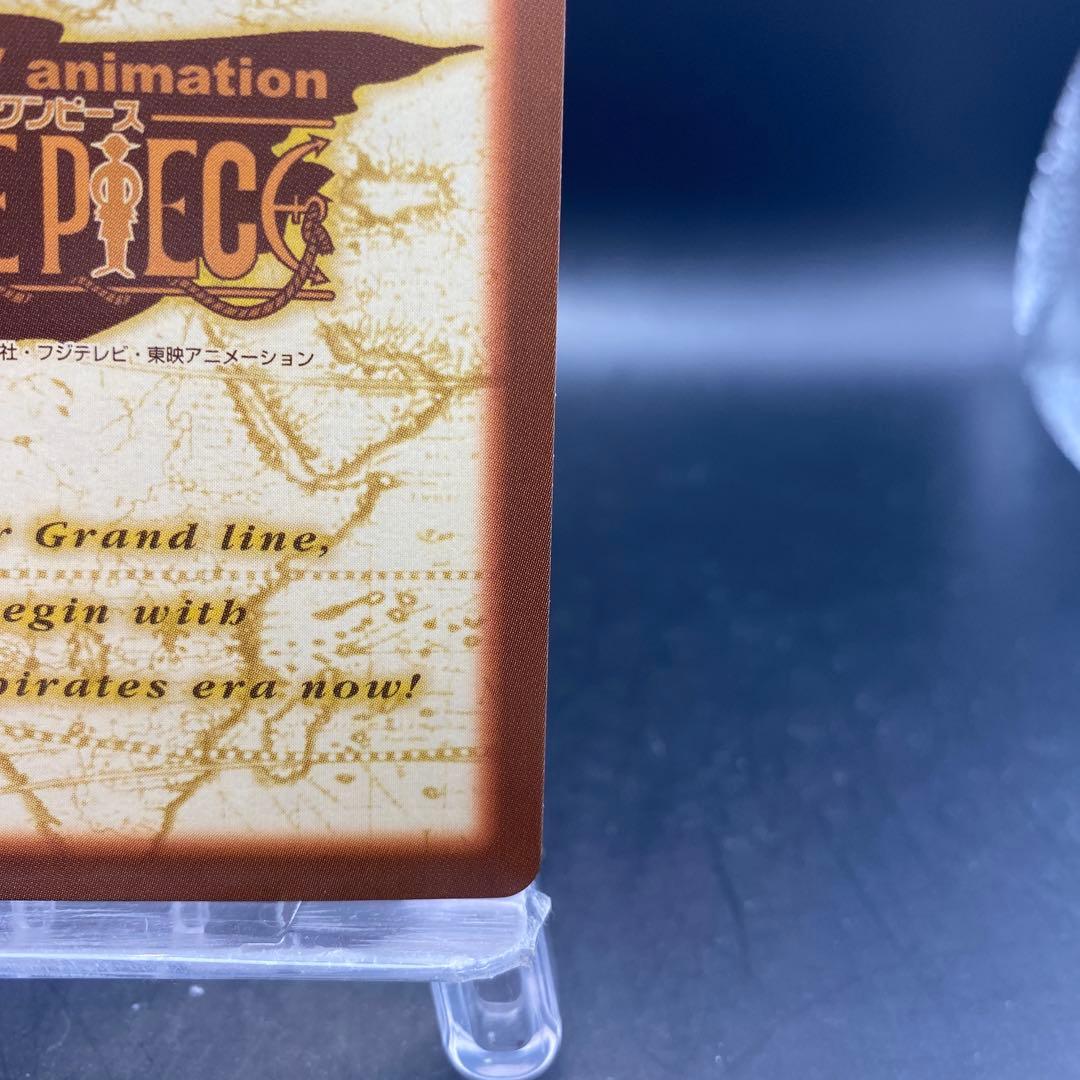 animation
ワンピース
E PIECE
社・フジテレビ・東映アニメーション
r Grand line,
egin with
pirates era now!